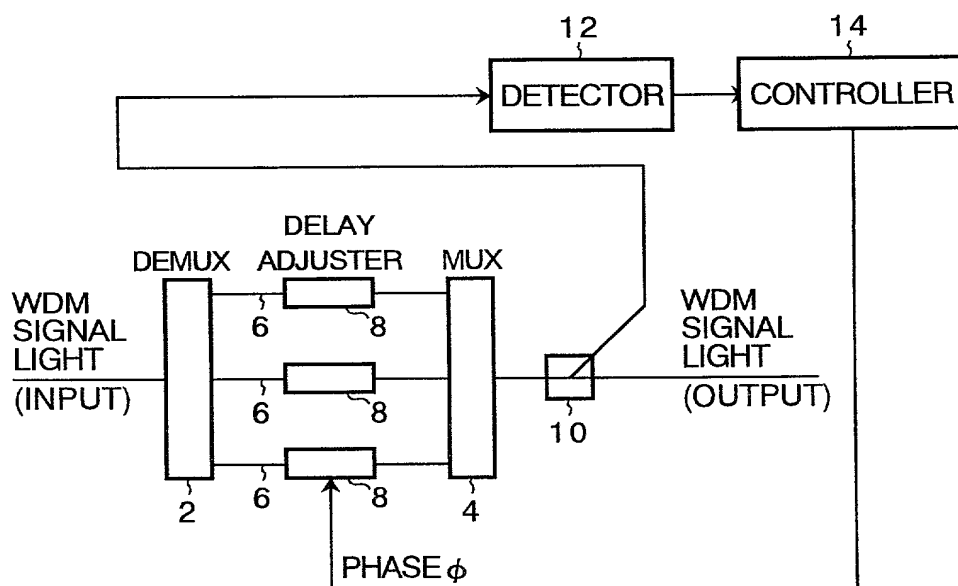 12
14
DETECTOR
CONTROLLER
DELAY
ADJUSTER
DEMUX
MUX
WDM
SIGNAL
LIGHT
(INPUT)
6
8
6
8
6
8
2
4
10
WDM
SIGNAL
LIGHT
(OUTPUT)
PHASE ϕ